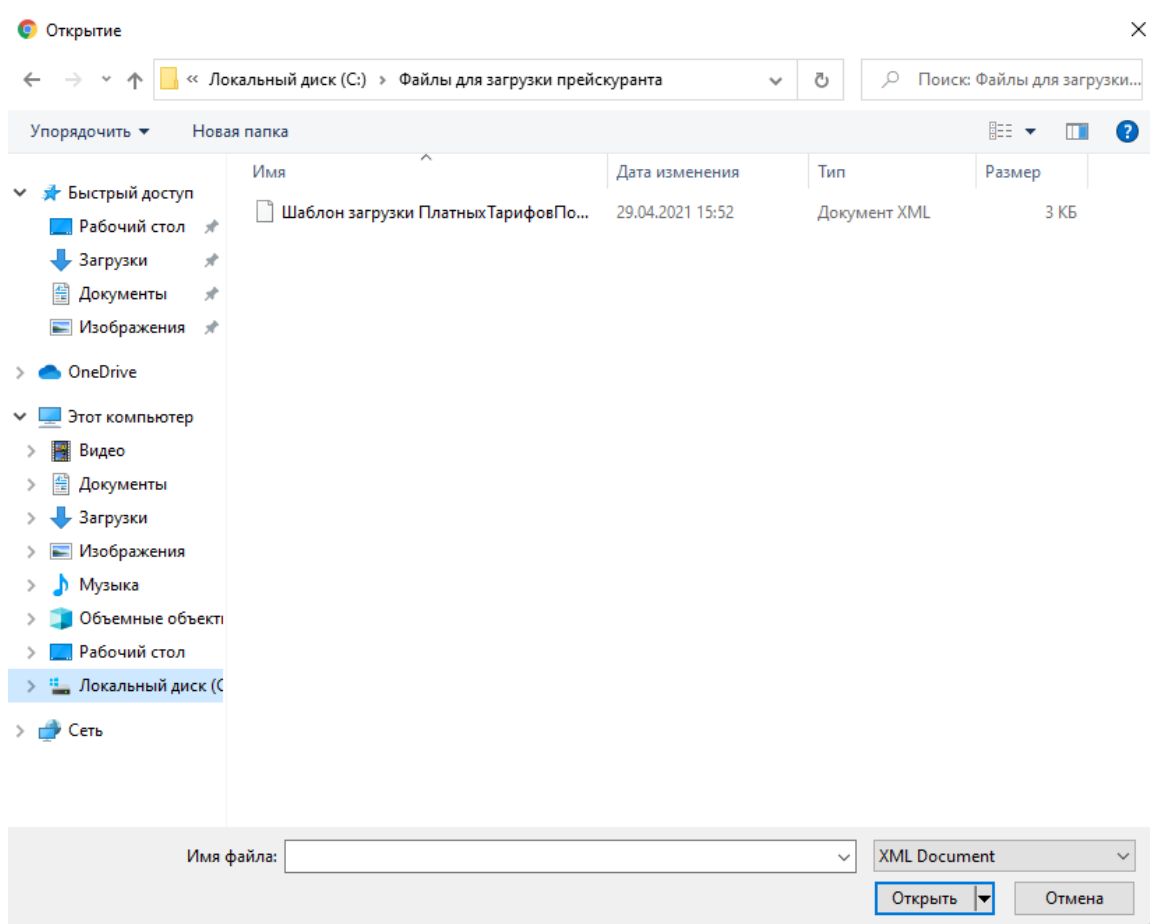 Открытие
« Локальный диск (C:) › Файлы для загрузки прейскуранта
Поиск: Файлы для загрузки...
Упорядочить Новая папка
Имя Дата изменения Тип Размер
Шаблон загрузки ПлатныхТарифовПо... 29.04.2021 15:52 Документ XML 3 КБ
Быстрый доступ
Рабочий стол
Загрузки
Документы
Изображения
OneDrive
Этот компьютер
Видео
Документы
Загрузки
Изображения
Музыка
Объемные объекты
Рабочий стол
Локальный диск (C
Сеть
Имя файла:
XML Document
Открыть
Отмена